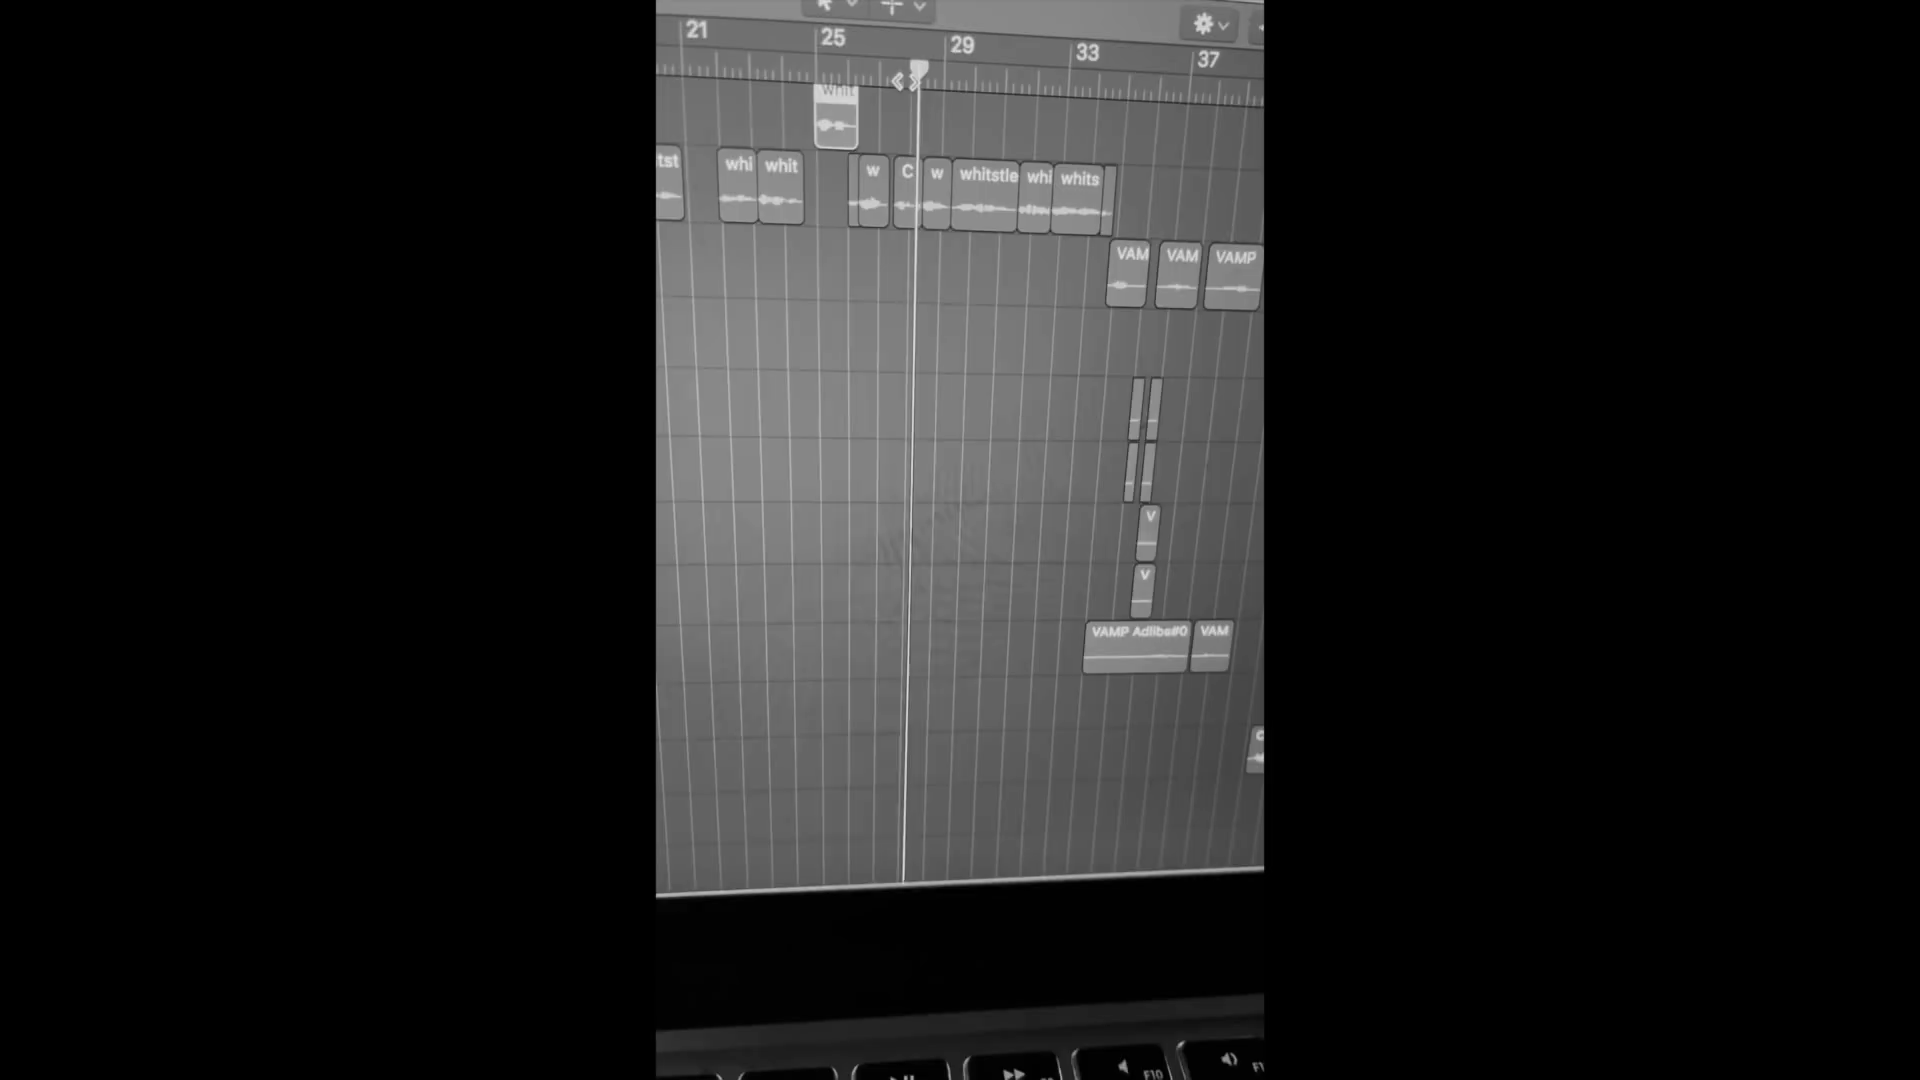 21 25 29 33 37
whit
tst whi whit w C w whitstle whi whits
VAM VAM VAMP
V
V
VAMP Adlibs#0 VAM
C
F10